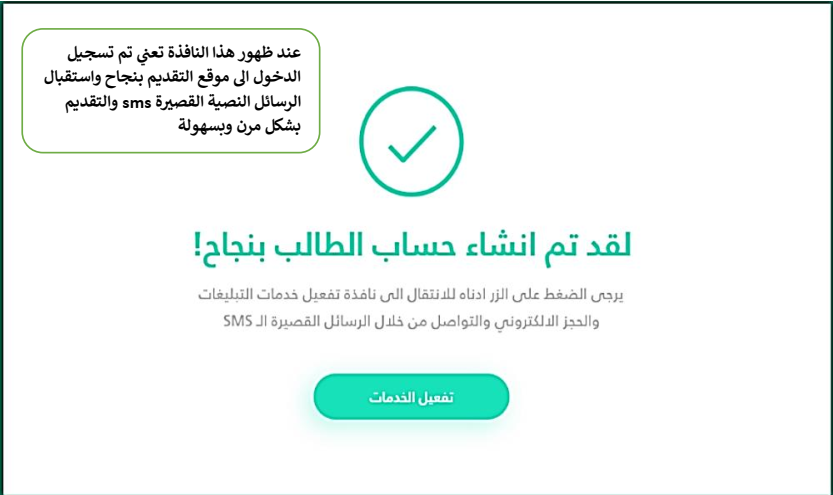 عند ظهور هذا النافذة تعني تم تسجيل
الدخول الى موقع التقديم بنجاح واستقبال
الرسائل النصية القصيرة sms والتقديم
بشكل مرن وبسهولة
لقد تم انشاء حساب الطالب بنجاح!
يرجى الضغط على الزر ادناه للانتقال الى نافذة تفعيل خدمات التبليغات
والحجز الالكتروني والتواصل من خلال الرسائل القصيرة الـ SMS
تفعيل الخدمات